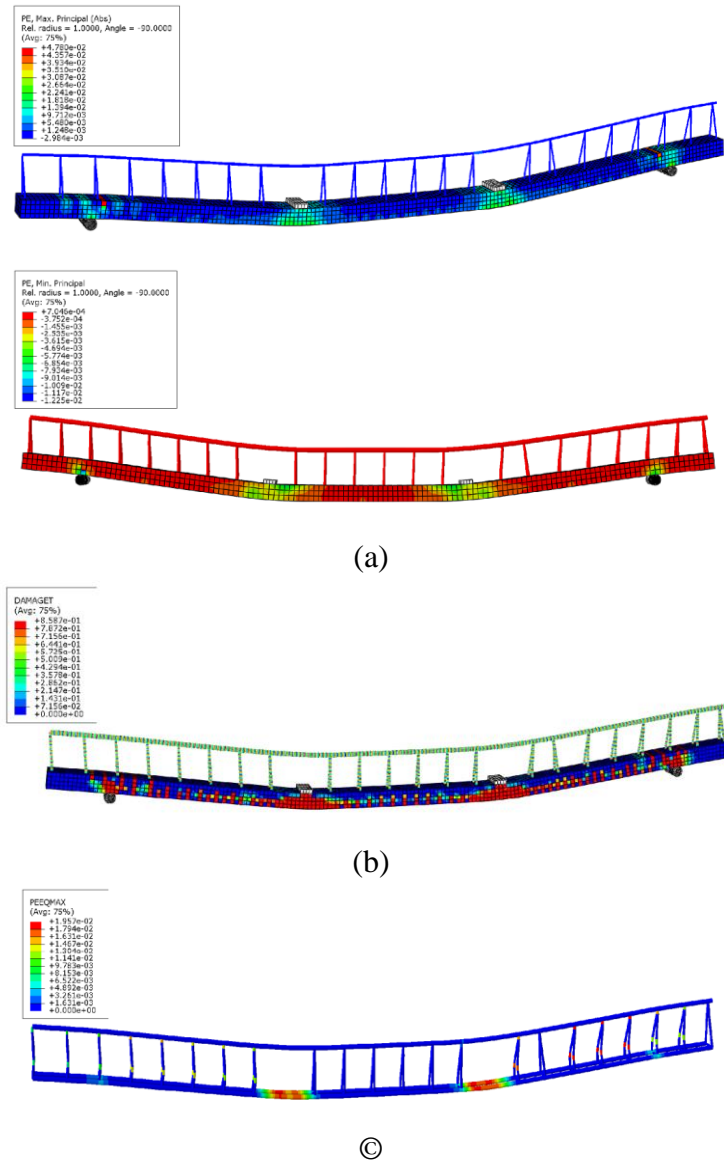 PE, Max. Principal (Abs)
Rel. radius = 1.0000, Angle = -90.0000
(Avg: 75%)
+4.780e-02
+4.357e-02
+3.934e-02
+3.510e-02
+3.087e-02
+2.664e-02
+2.241e-02
+1.818e-02
+1.394e-02
+9.712e-03
+5.480e-03
+1.248e-03
-2.984e-03
PE, Min. Principal
Rel. radius = 1.0000, Angle = -90.0000
(Avg: 75%)
+7.046e-04
-3.752e-04
-1.455e-03
-2.535e-03
-3.615e-03
-4.694e-03
-5.774e-03
-6.854e-03
-7.934e-03
-9.014e-03
-1.009e-02
-1.117e-02
-1.225e-02
(a)
DAMAGET
(Avg: 75%)
+8.587e-01
+7.872e-01
+7.156e-01
+6.441e-01
+5.725e-01
+5.009e-01
+4.294e-01
+3.578e-01
+2.862e-01
+2.147e-01
+1.431e-01
+7.156e-02
+0.000e+00
(b)
PEEQMAX
(Avg: 75%)
+1.957e-02
+1.794e-02
+1.631e-02
+1.467e-02
+1.304e-02
+1.141e-02
+9.783e-03
+8.153e-03
+6.522e-03
+4.892e-03
+3.261e-03
+1.631e-03
+0.000e+00
©